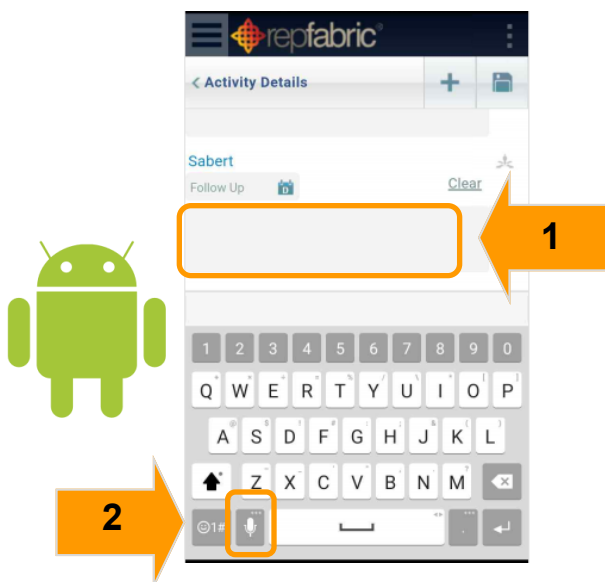 repfabric
< Activity Details
+
Sabert
Follow Up
D
Clear
1
1 2 3 4 5 6 7 8 9 0
Q W E R T Y U I O P
A S D F G H J K L
Z X C V B N M
2
☺1#
.